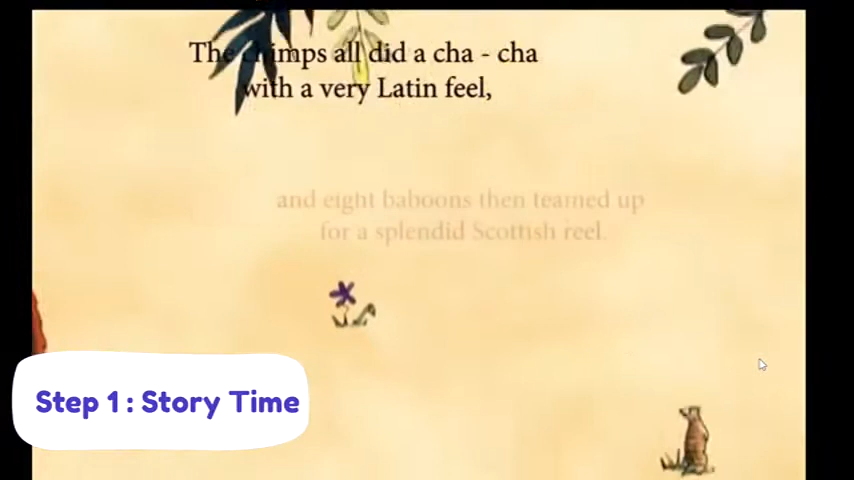 The chimps all did a cha - cha
with a very Latin feel,
and eight baboons then teamed up
for a splendid Scottish reel.
Step 1 : Story Time